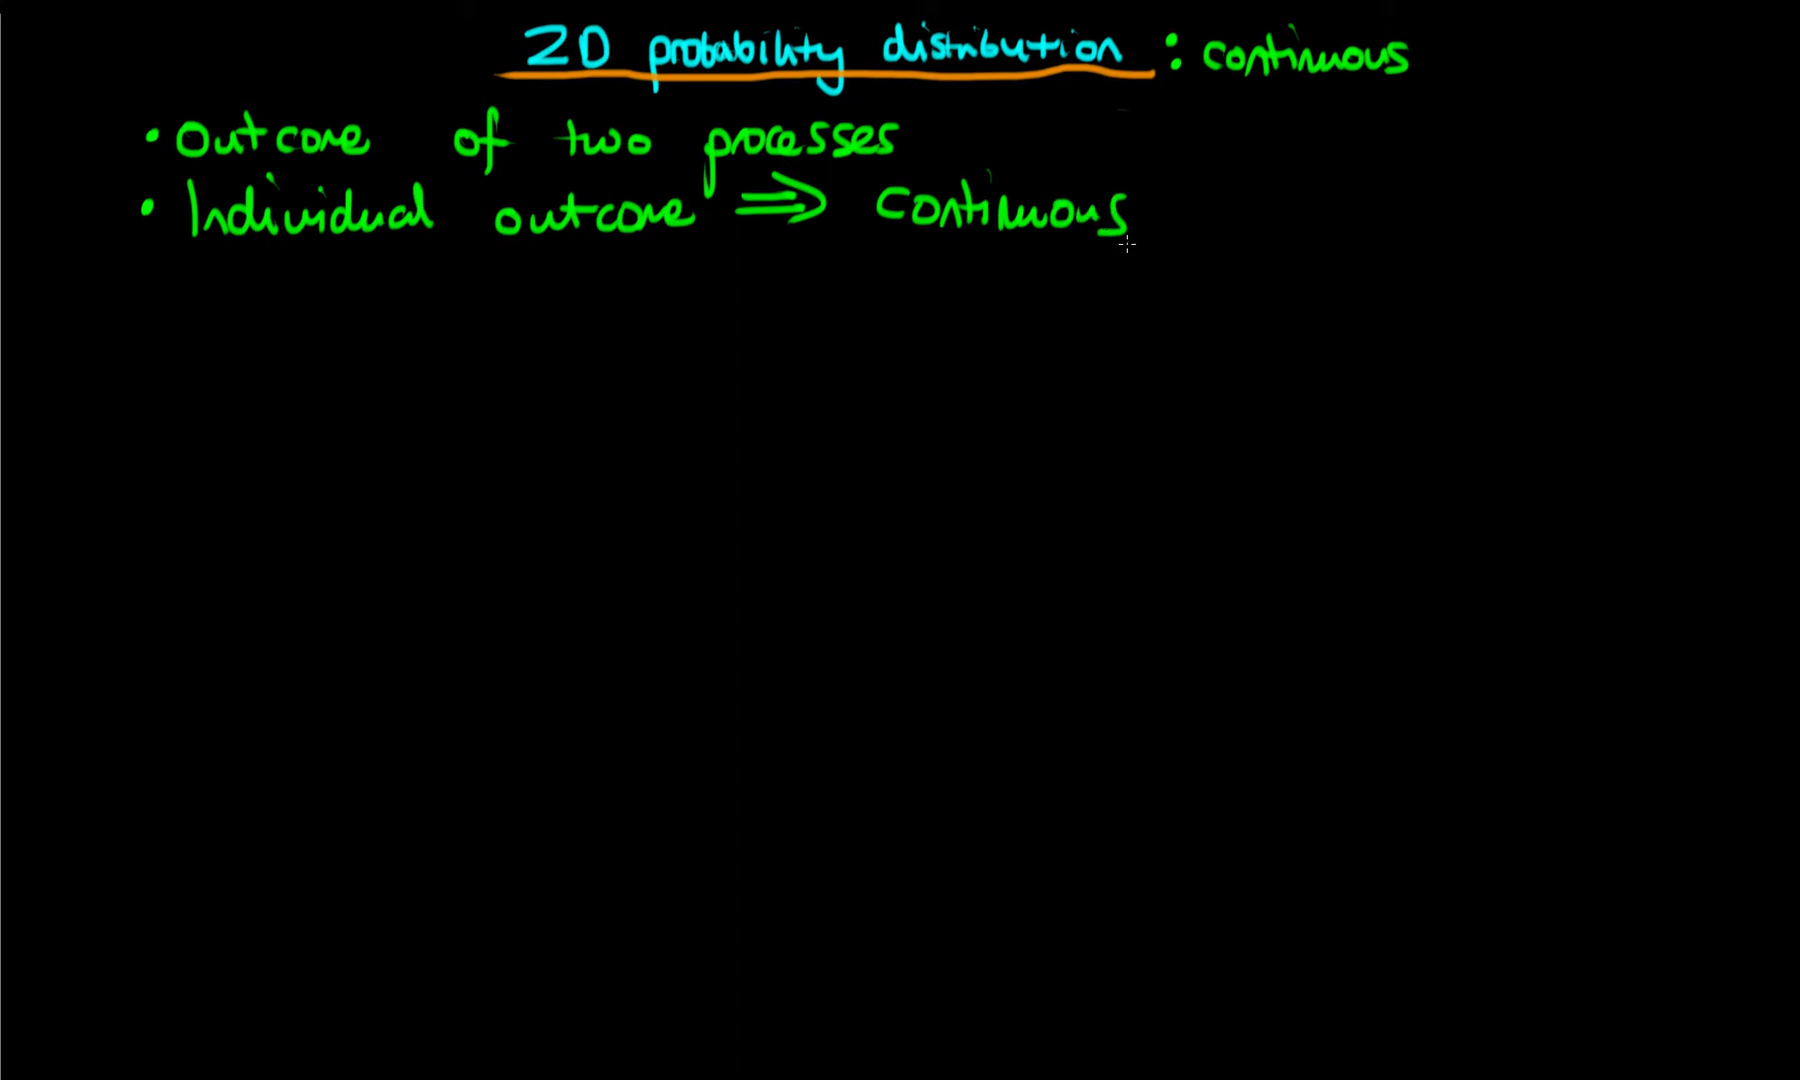 2D probability distribution : continuous
• Outcome of two processes
• Individual outcome ⇒ continuous